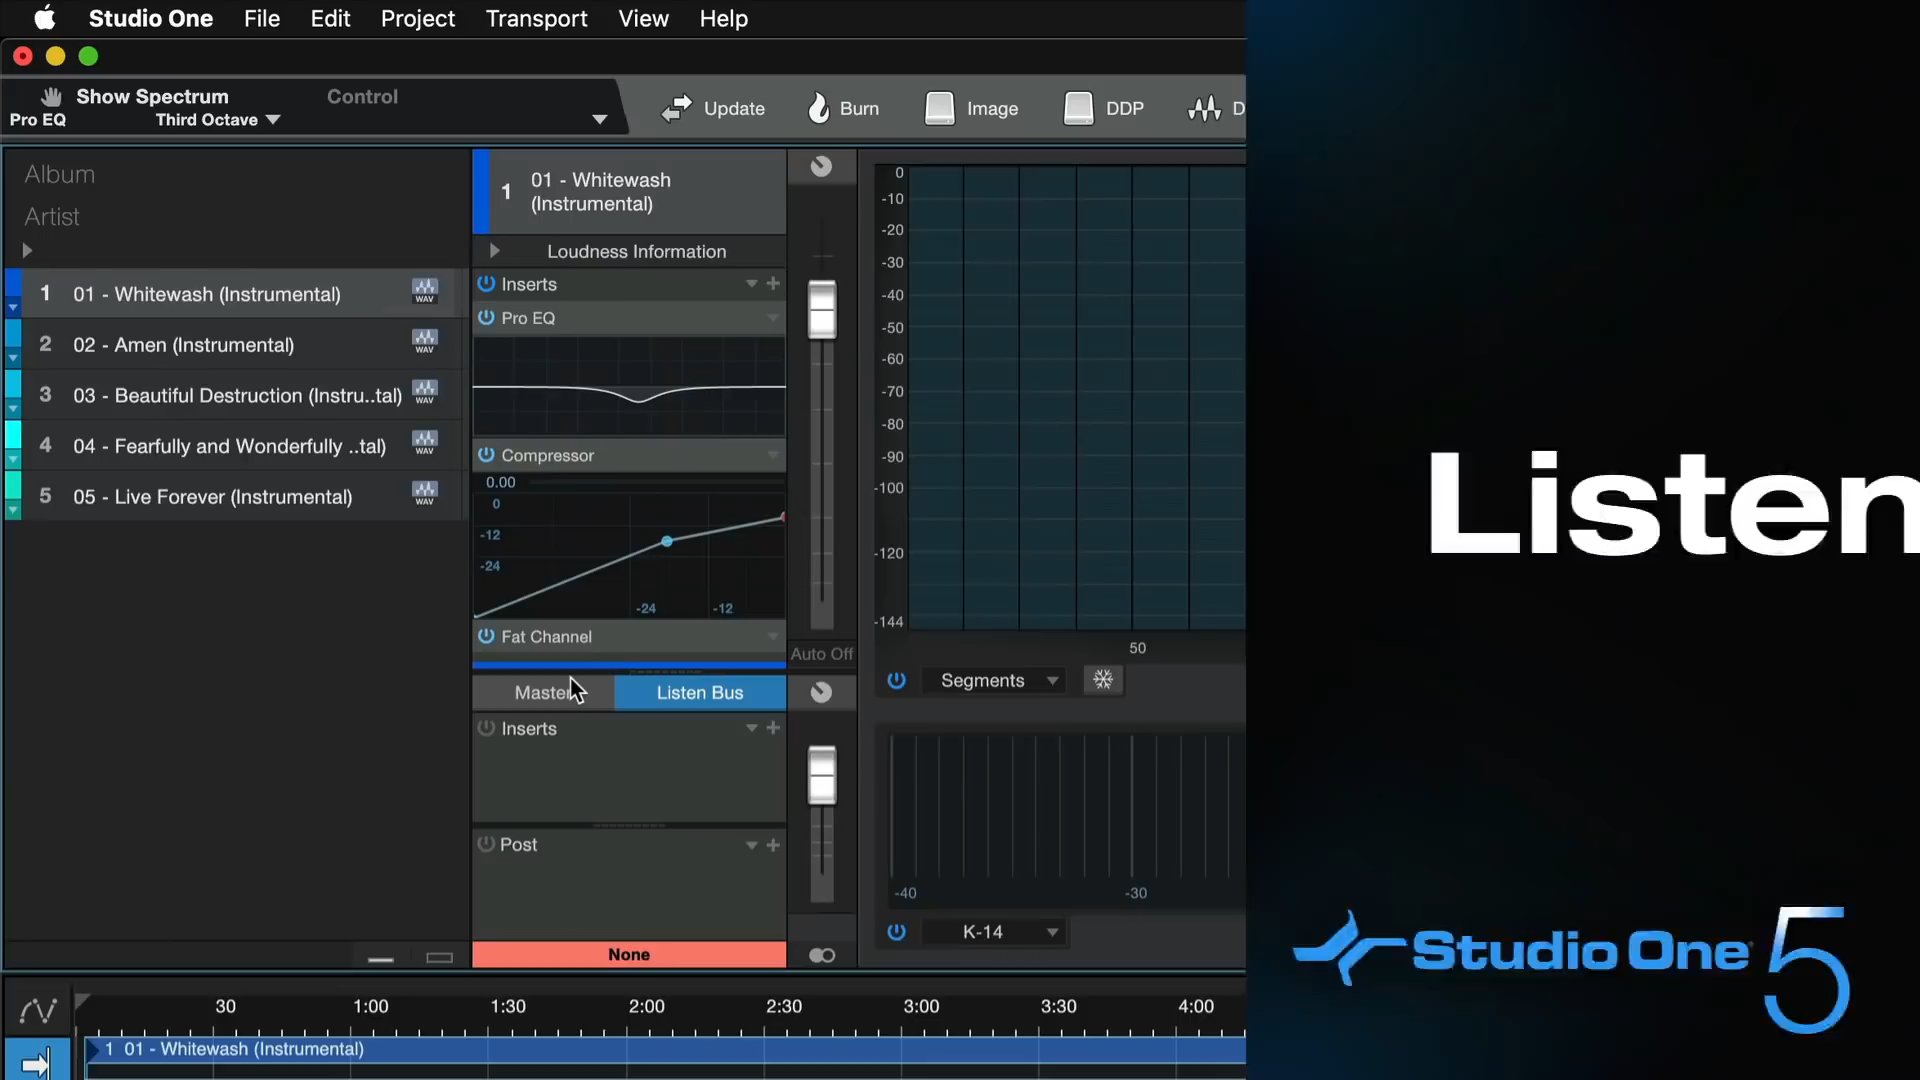 Studio One File Edit Project Transport View Help
Show Spectrum Control
Pro EQ Third Octave
Update Burn Image DDP D
Album
Artist
1 01 - Whitewash (Instrumental)
2 02 - Amen (Instrumental)
3 03 - Beautiful Destruction (Instru..tal)
4 04 - Fearfully and Wonderfully ..tal)
5 05 - Live Forever (Instrumental)
WAV
WAV
WAV
WAV
WAV
1 01 - Whitewash
(Instrumental)
Loudness Information
Inserts
Pro EQ
Compressor
0.00
0
-12
-24
-24 -12
Fat Channel
Auto Off
Master Listen Bus
Inserts
Post
None
0
-10
-20
-30
-40
-50
-60
-70
-80
-90
-100
-120
-144
50
Segments
-40 -30
K-14
30 1:00 1:30 2:00 2:30 3:00 3:30 4:00
1 01 - Whitewash (Instrumental)
Listen
Studio One 5